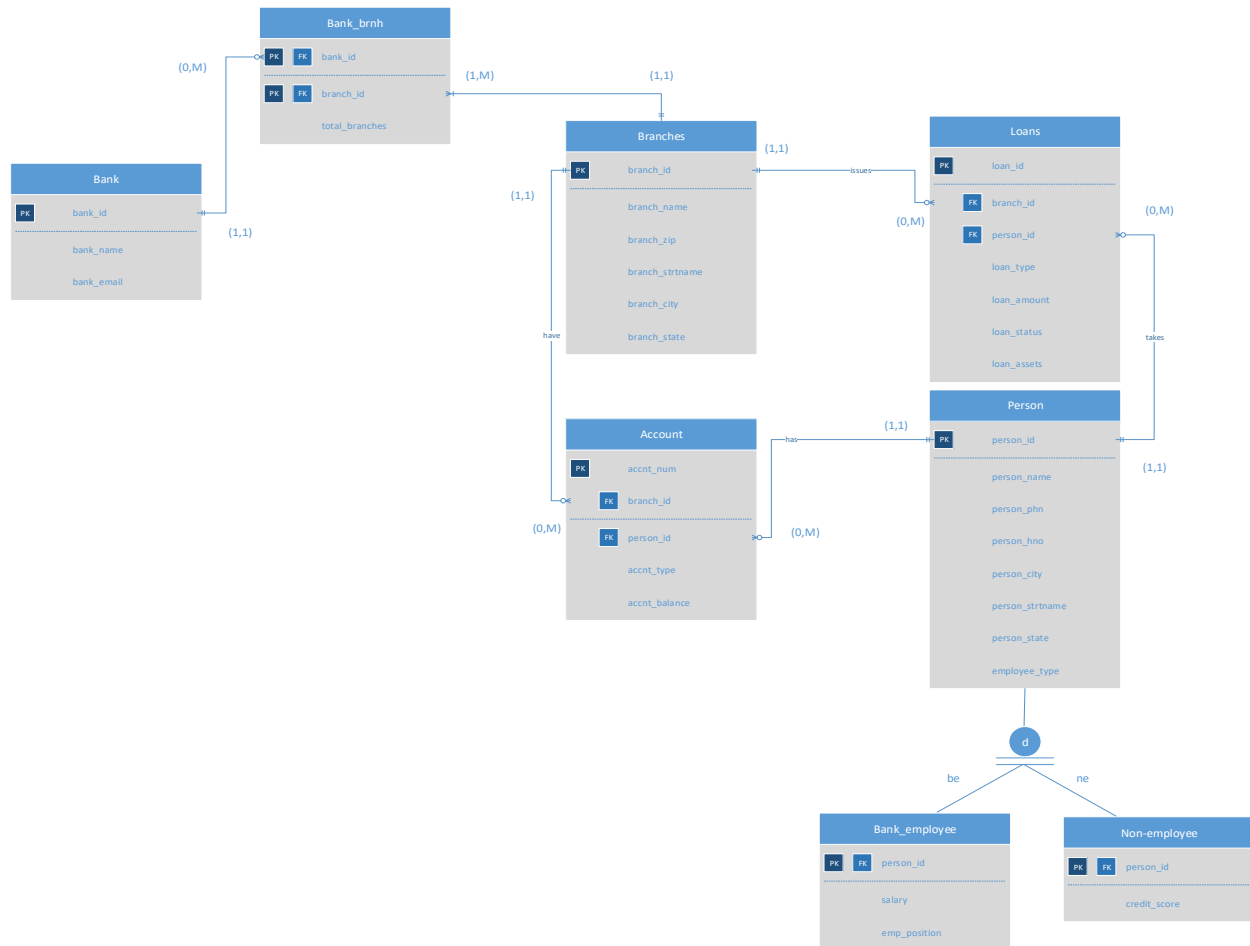 Bank_brnh
PK FK bank_id
PK FK branch_id
total_branches
(0,M)
(1,M)
(1,1)
Bank
PK bank_id
bank_name
bank_email
(1,1)
Branches
PK branch_id
branch_name
branch_zip
branch_strtname
branch_city
branch_state
(1,1)
(1,1)
issues
(0,M)
have
Loans
PK loan_id
FK branch_id
FK person_id
loan_type
loan_amount
loan_status
loan_assets
(0,M)
takes
(1,1)
Account
PK accnt_num
FK branch_id
FK person_id
accnt_type
accnt_balance
(0,M)
(0,M)
has
(1,1)
Person
PK person_id
person_name
person_phn
person_hno
person_city
person_strtname
person_state
employee_type
d
be
ne
Bank_employee
PK FK person_id
salary
emp_position
Non-employee
PK FK person_id
credit_score